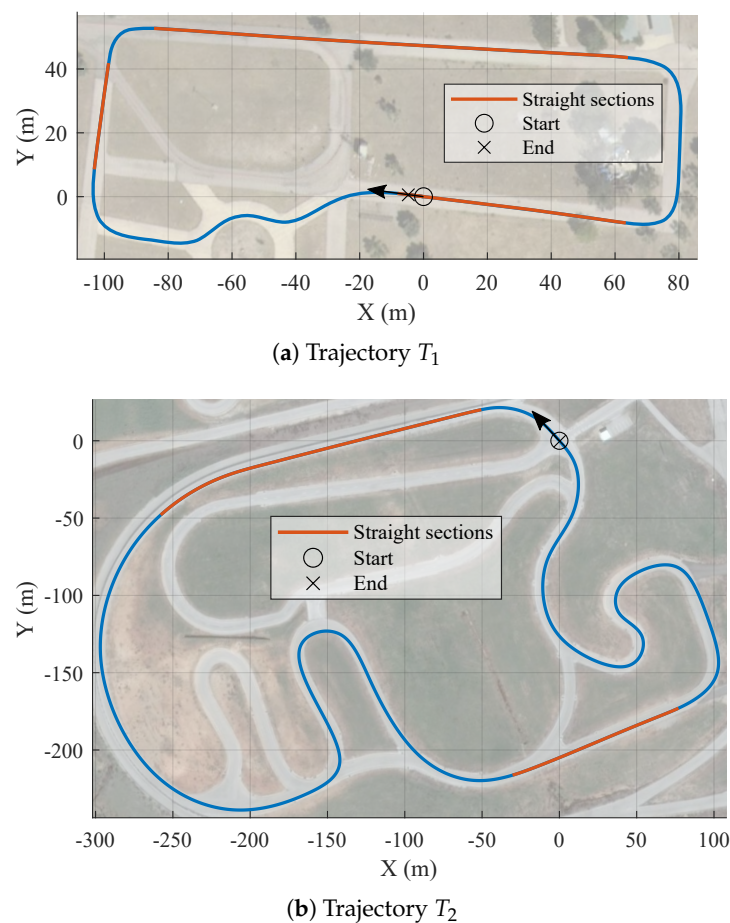 40
20
0
Y (m)
Straight sections
Start
End
-100 -80 -60 -40 -20 0 20 40 60 80
X (m)
(a) Trajectory T1
0
-50
-100
-150
-200
Y (m)
Straight sections
Start
End
-300 -250 -200 -150 -100 -50 0 50 100
X (m)
(b) Trajectory T2